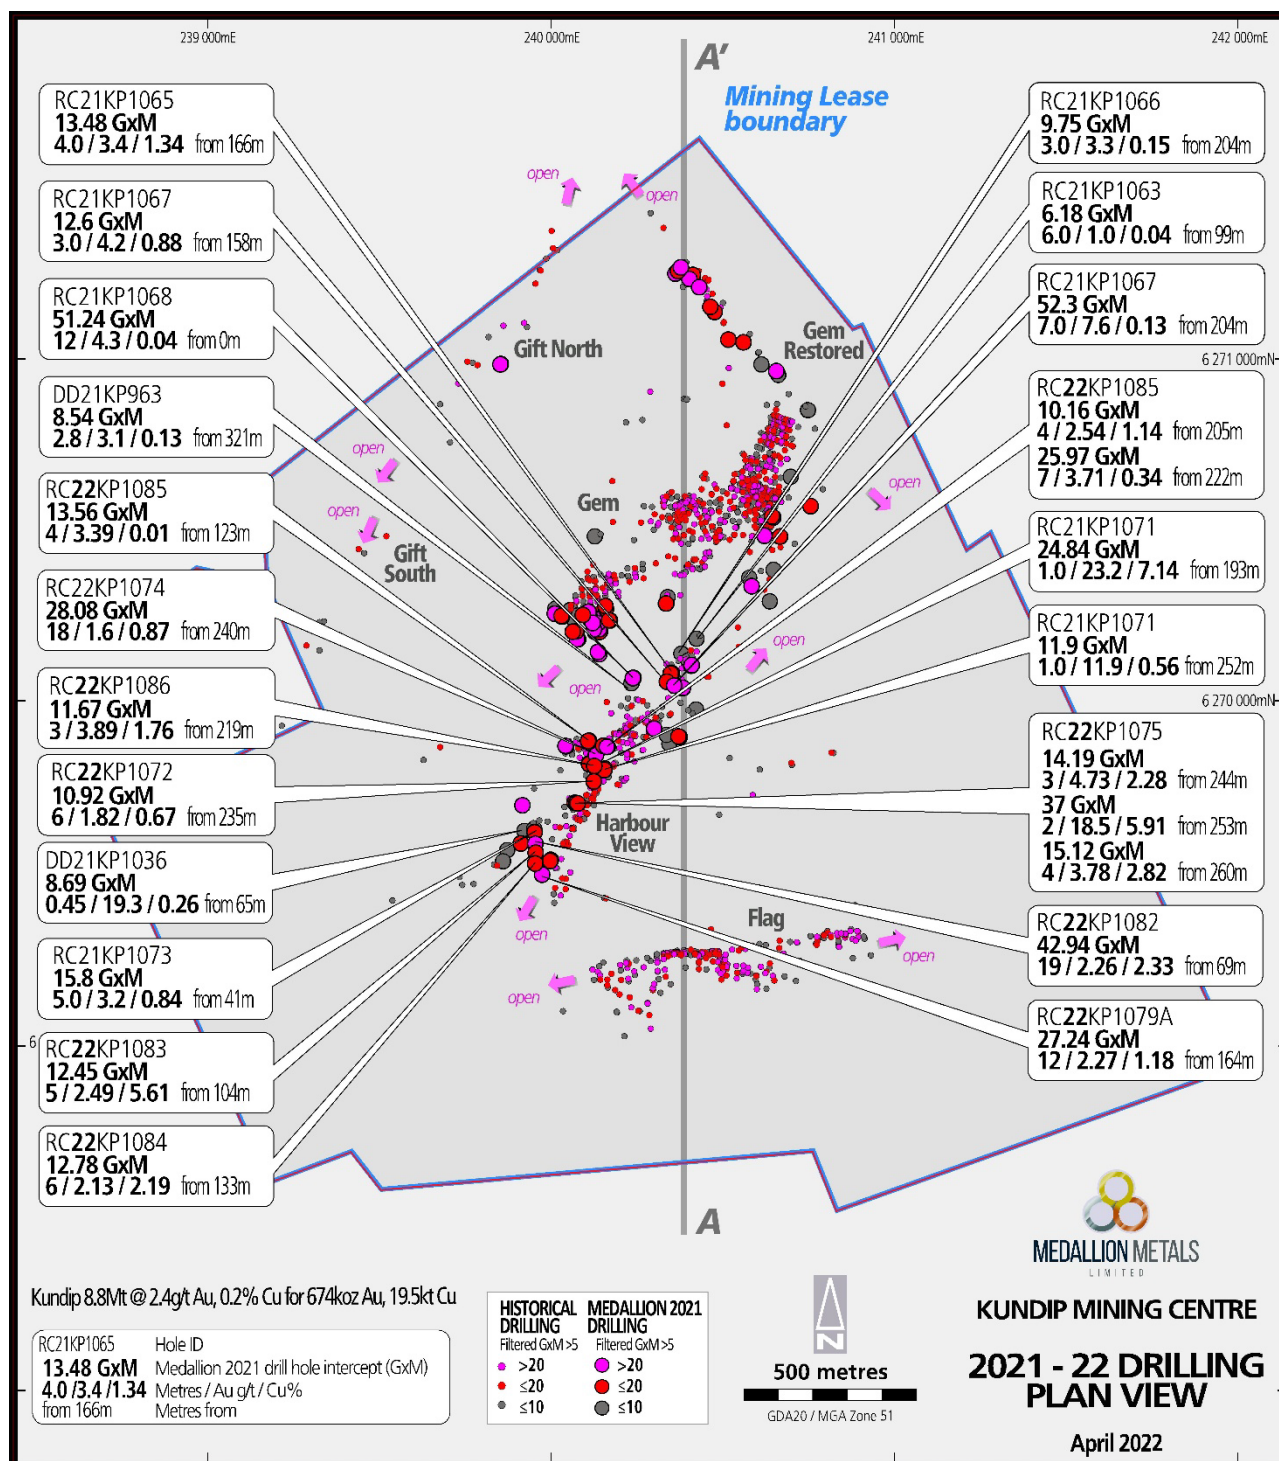 239 000mE
240 000mE
241 000mE
242 000mE
A'
Mining Lease
boundary
RC21KP1065
13.48 GxM
4.0 / 3.4 / 1.34 from 166m
RC21KP1067
12.6 GxM
3.0 / 4.2 / 0.88 from 158m
RC21KP1068
51.24 GxM
12 / 4.3 / 0.04 from 0m
DD21KP963
8.54 GxM
2.8 / 3.1 / 0.13 from 321m
RC22KP1085
13.56 GxM
4 / 3.39 / 0.01 from 123m
RC22KP1074
28.08 GxM
18 / 1.6 / 0.87 from 240m
RC22KP1086
11.67 GxM
3 / 3.89 / 1.76 from 219m
RC22KP1072
10.92 GxM
6 / 1.82 / 0.67 from 235m
DD21KP1036
8.69 GxM
0.45 / 19.3 / 0.26 from 65m
RC21KP1073
15.8 GxM
5.0 / 3.2 / 0.84 from 41m
RC22KP1083
12.45 GxM
5 / 2.49 / 5.61 from 104m
RC22KP1084
12.78 GxM
6 / 2.13 / 2.19 from 133m
6
open
open
Gift North
Gem
Restored
open
open
Gem
Gift
South
open
open
open
Harbour
View
open
Flag
open
open
RC21KP1066
9.75 GxM
3.0 / 3.3 / 0.15 from 204m
RC21KP1063
6.18 GxM
6.0 / 1.0 / 0.04 from 99m
RC21KP1067
52.3 GxM
7.0 / 7.6 / 0.13 from 204m
6 271 000mN
RC22KP1085
10.16 GxM
4 / 2.54 / 1.14 from 205m
25.97 GxM
7 / 3.71 / 0.34 from 222m
RC21KP1071
24.84 GxM
1.0 / 23.2 / 7.14 from 193m
RC21KP1071
11.9 GxM
1.0 / 11.9 / 0.56 from 252m
6 270 000mN
RC22KP1075
14.19 GxM
3 / 4.73 / 2.28 from 244m
37 GxM
2 / 18.5 / 5.91 from 253m
15.12 GxM
4 / 3.78 / 2.82 from 260m
RC22KP1082
42.94 GxM
19 / 2.26 / 2.33 from 69m
RC22KP1079A
27.24 GxM
12 / 2.27 / 1.18 from 164m
A
MEDALLION METALS
LIMITED
Kundip 8.8Mt @ 2.4g/t Au, 0.2% Cu for 674koz Au, 19.5kt Cu
RC21KP1065 Hole ID
13.48 GxM Medallion 2021 drill hole intercept (GxM)
4.0 /3.4 /1.34 Metres / Au g/t / Cu%
from 166m Metres from
HISTORICAL
DRILLING
Filtered GxM >5
>20
≤20
≤10
MEDALLION 2021
DRILLING
Filtered GxM >5
>20
≤20
≤10
N
500 metres
GDA20 / MGA Zone 51
KUNDIP MINING CENTRE
2021 - 22 DRILLING
PLAN VIEW
April 2022